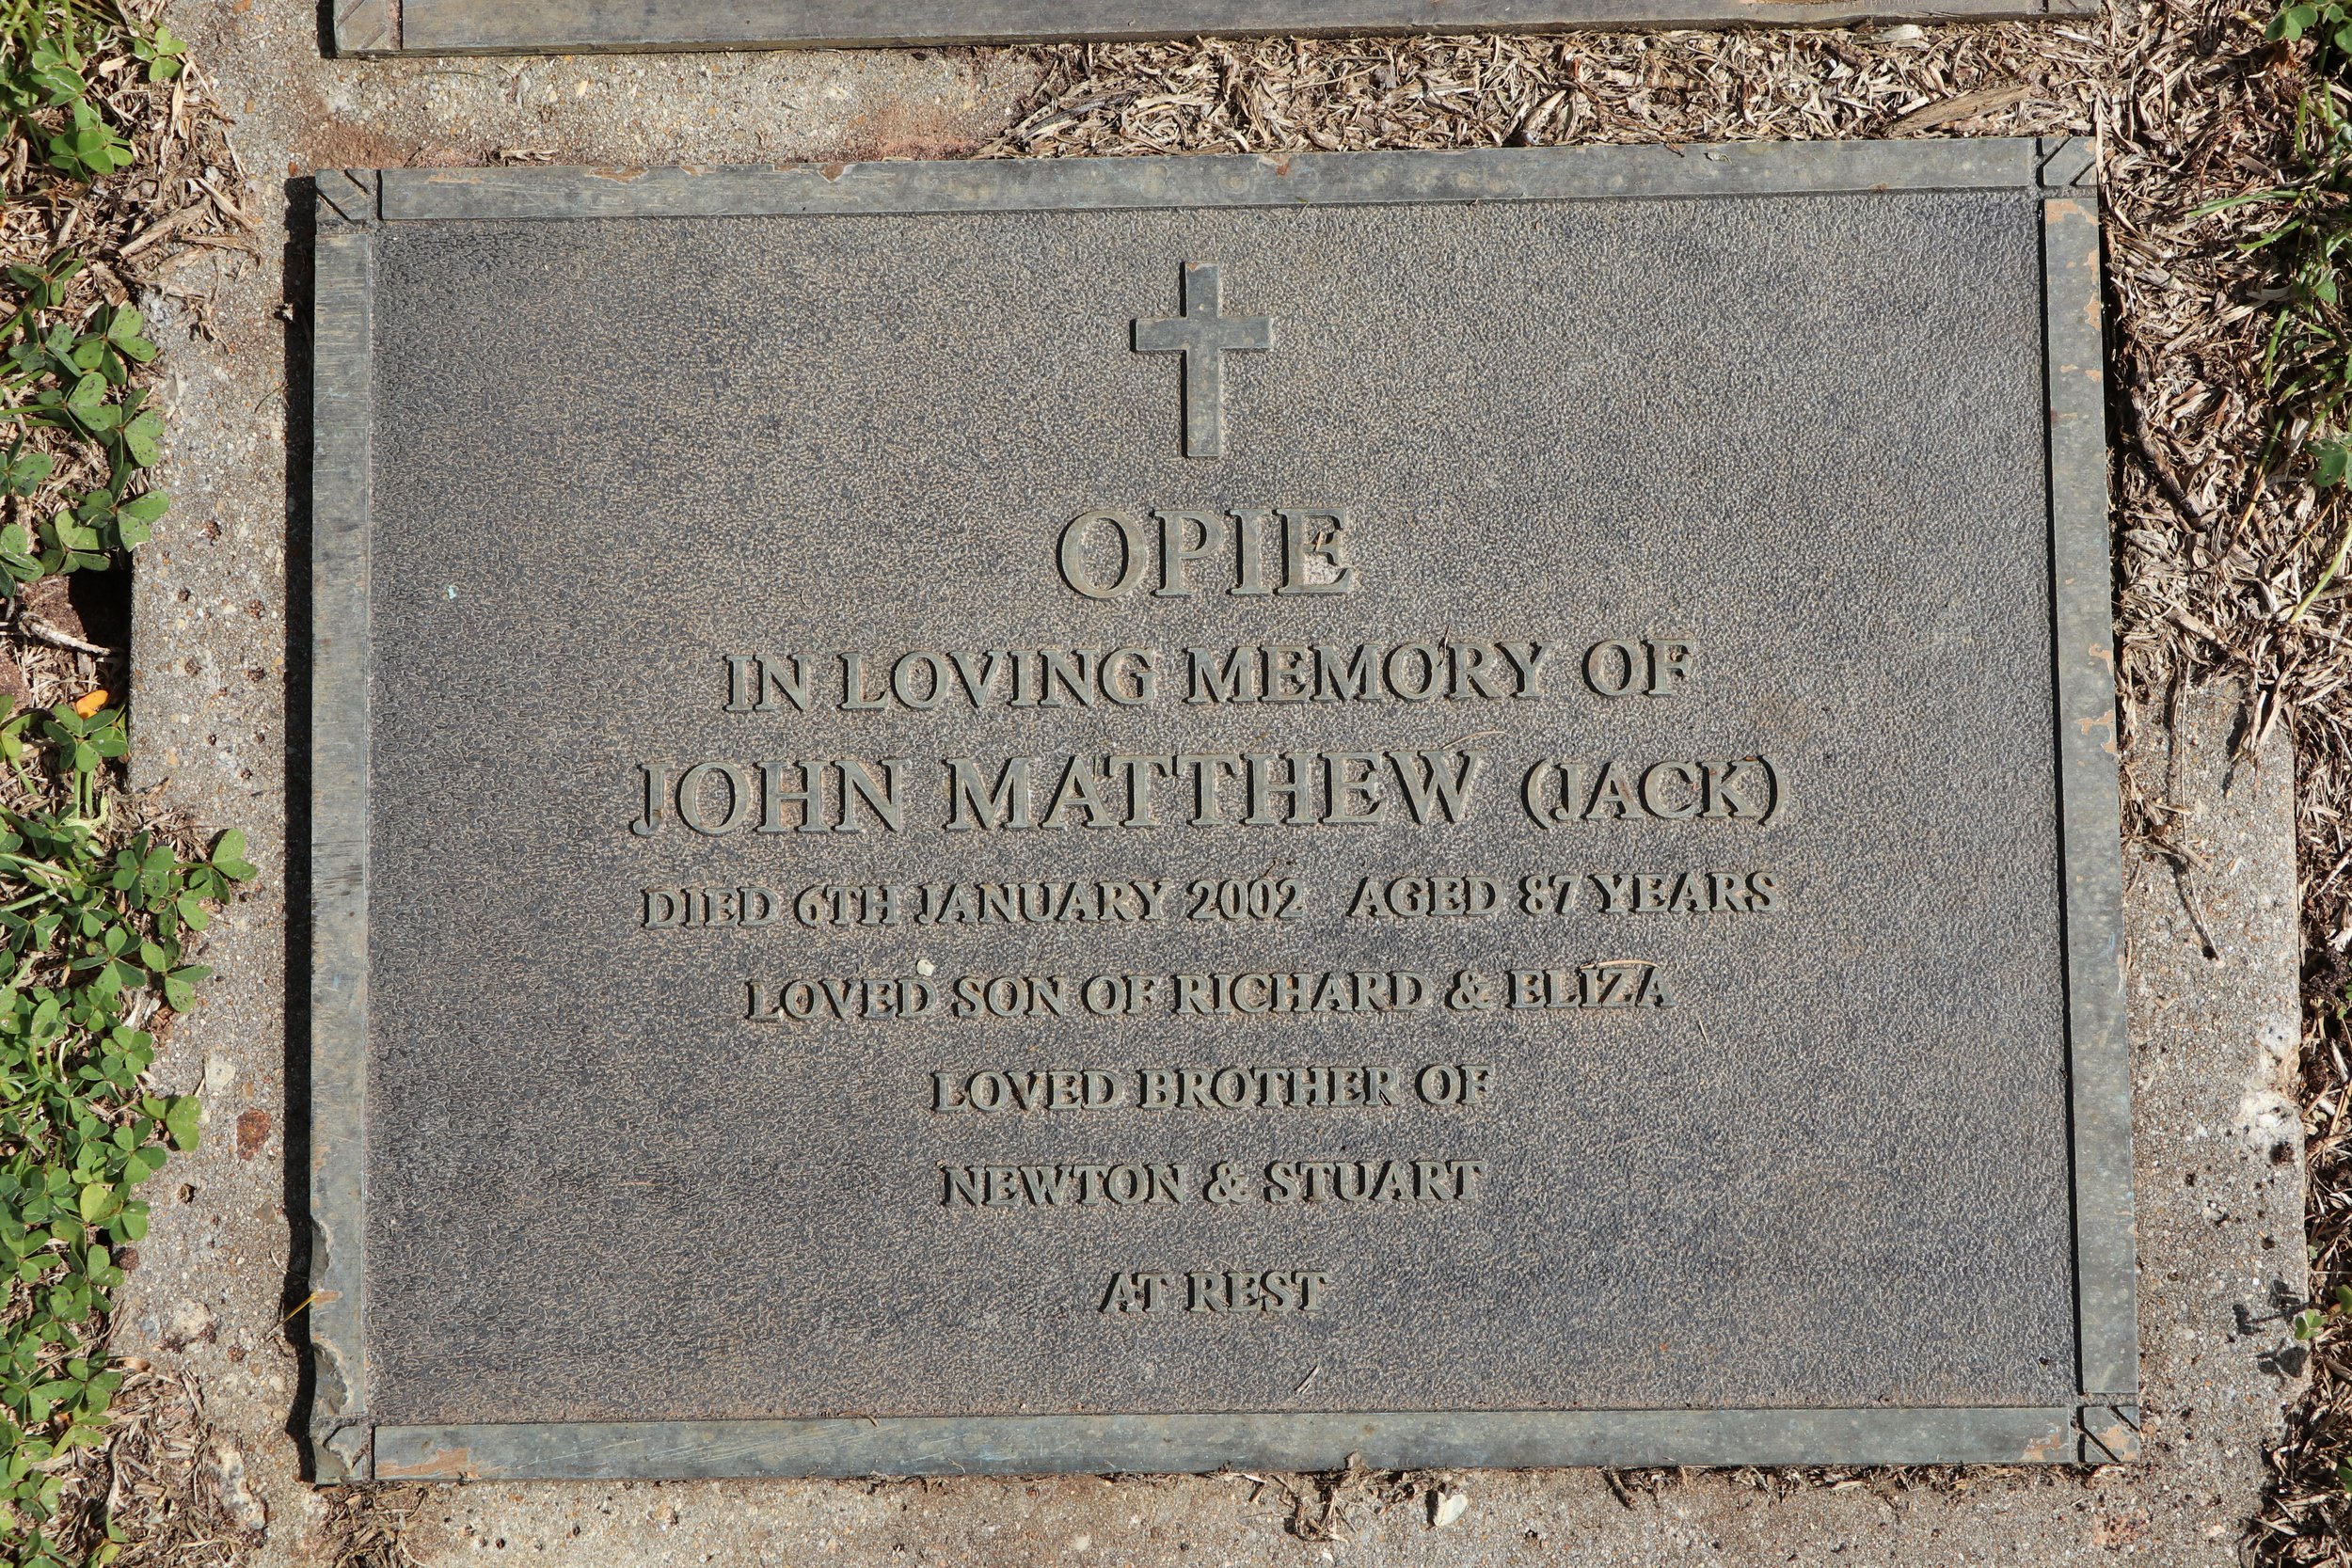 OPIE
IN LOVING MEMORY OF
JOHN MATTHEW (JACK)
DIED 6TH JANUARY 2002 AGED 87 YEARS
LOVED SON OF RICHARD & ELIZA
LOVED BROTHER OF
NEWTON & STUART
AT REST